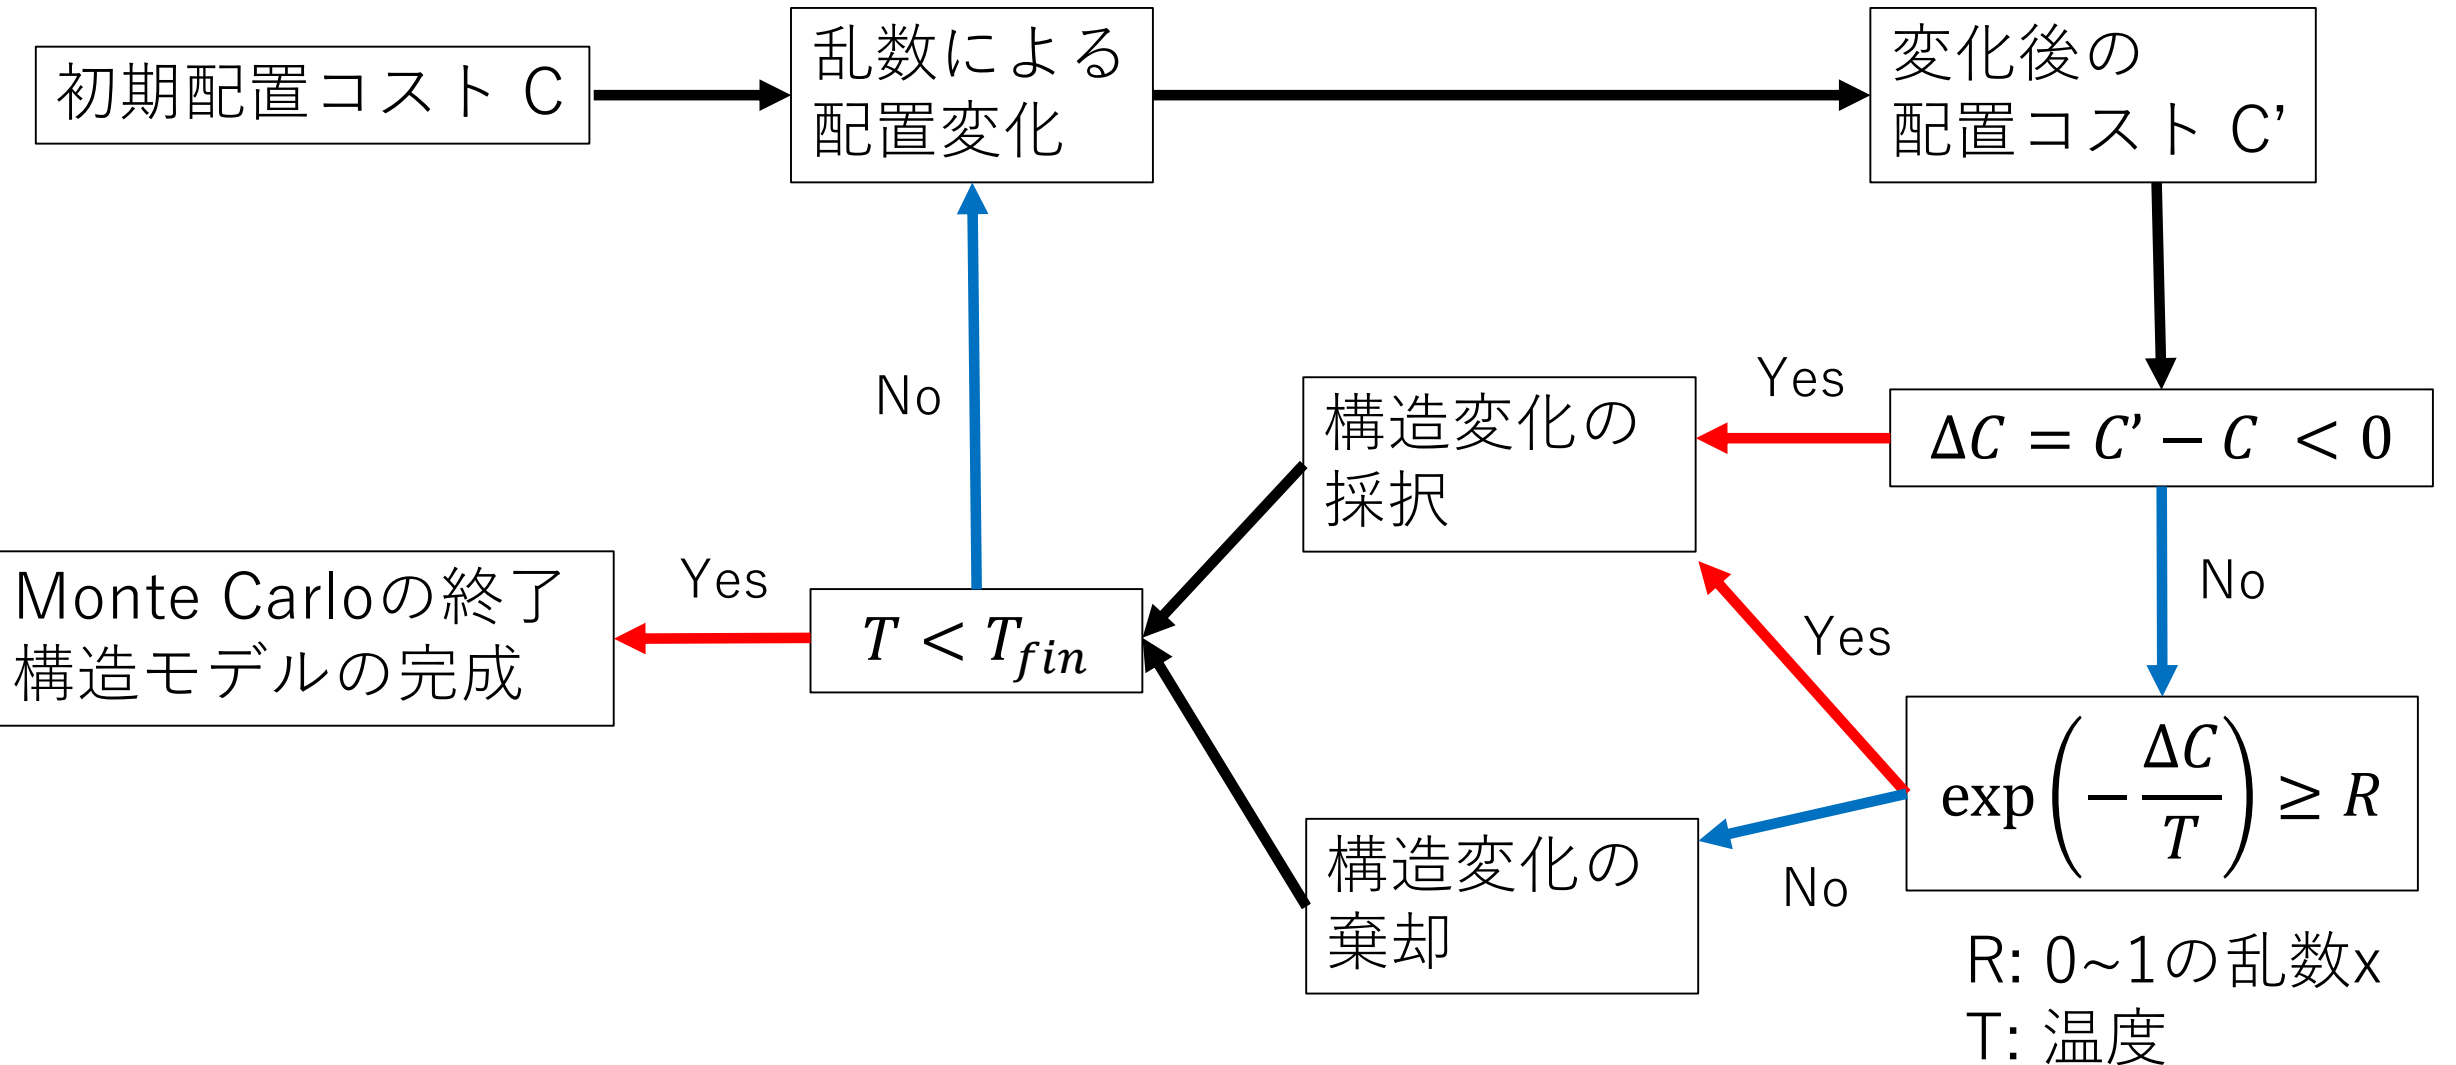 初期配置コスト C
乱数による
配置変化
変化後の
配置コスト C’
ΔC = C’ − C < 0
Yes
No
構造変化の
採択
Yes
No
exp(−ΔC/T) ≥ R
R: 0~1の乱数x
T: 温度
構造変化の
棄却
T < T_fin
No
Yes
Monte Carloの終了
構造モデルの完成